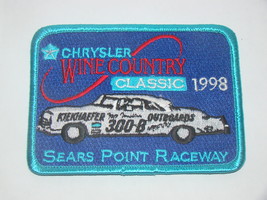 CHRYSLER
WINE COUNTRY
CLASSIC 1998
KIEKHAEFER OUTBOARDS
300-B
SEARS POINT RACEWAY